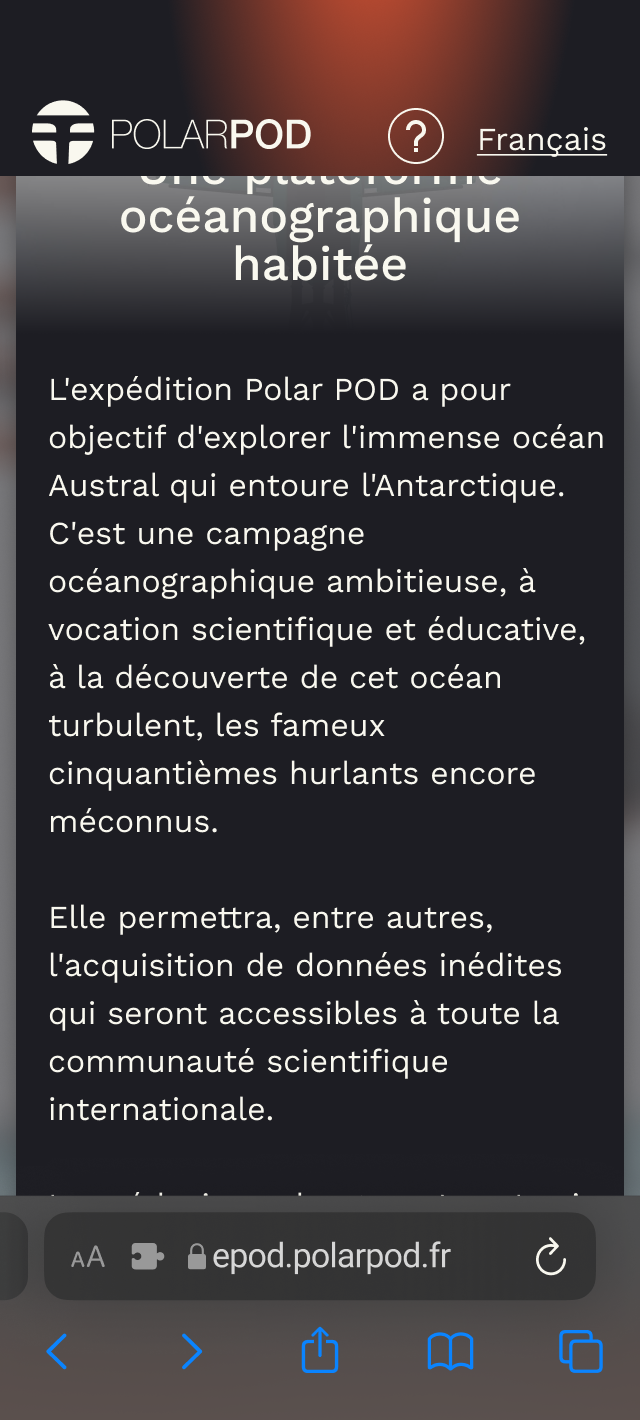 POLARPOD
?
Français
Une plateforme
océanographique
habitée
L'expédition Polar POD a pour
objectif d'explorer l'immense océan
Austral qui entoure l'Antarctique.
C'est une campagne
océanographique ambitieuse, à
vocation scientifique et éducative,
à la découverte de cet océan
turbulent, les fameux
cinquantièmes hurlants encore
méconnus.
Elle permettra, entre autres,
l'acquisition de données inédites
qui seront accessibles à toute la
communauté scientifique
internationale.
AA
epod.polarpod.fr